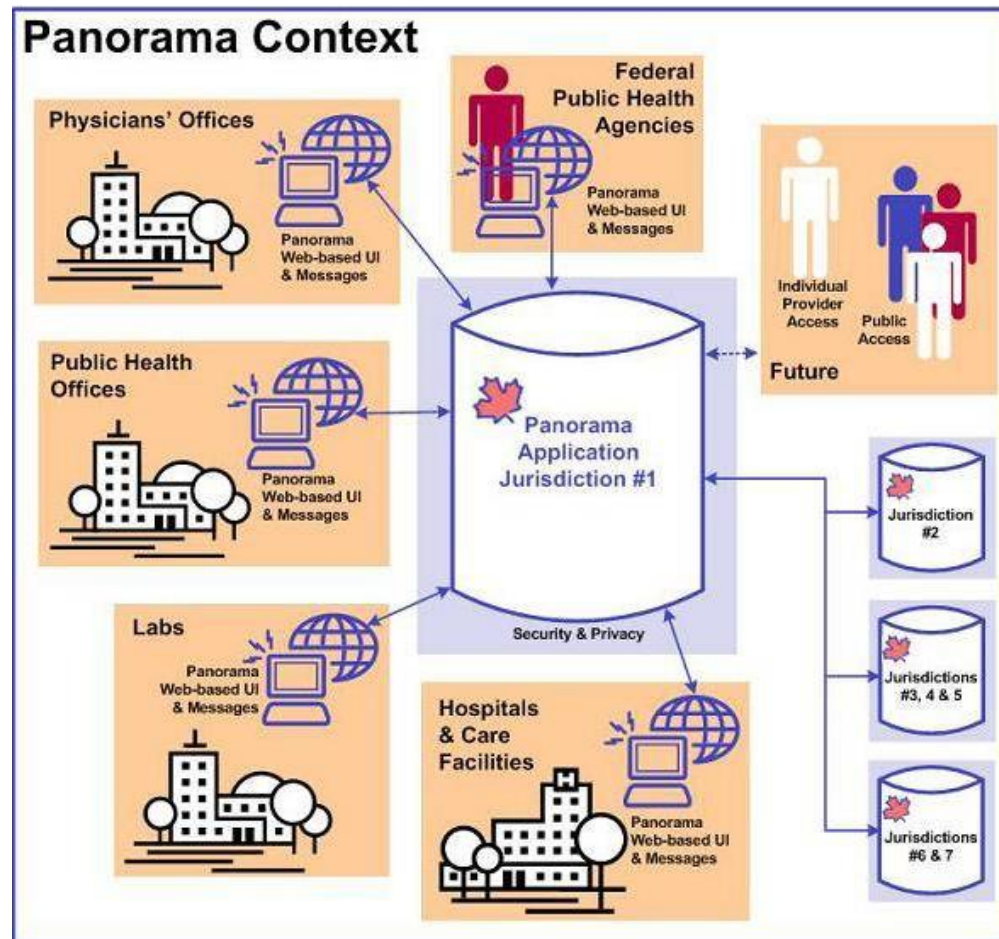 Panorama Context
Physicians' Offices
Panorama
Web-based UI
& Messages
Federal
Public Health
Agencies
Panorama
Web-based UI
& Messages
Individual
Provider
Access
Public
Access
Future
Public Health
Offices
Panorama
Web-based UI
& Messages
Panorama
Application
Jurisdiction #1
Security & Privacy
Jurisdiction
#2
Jurisdictions
#3, 4 & 5
Jurisdictions
#6 & 7
Labs
Panorama
Web-based UI
& Messages
Hospitals
& Care
Facilities
H
Panorama
Web-based UI
& Messages